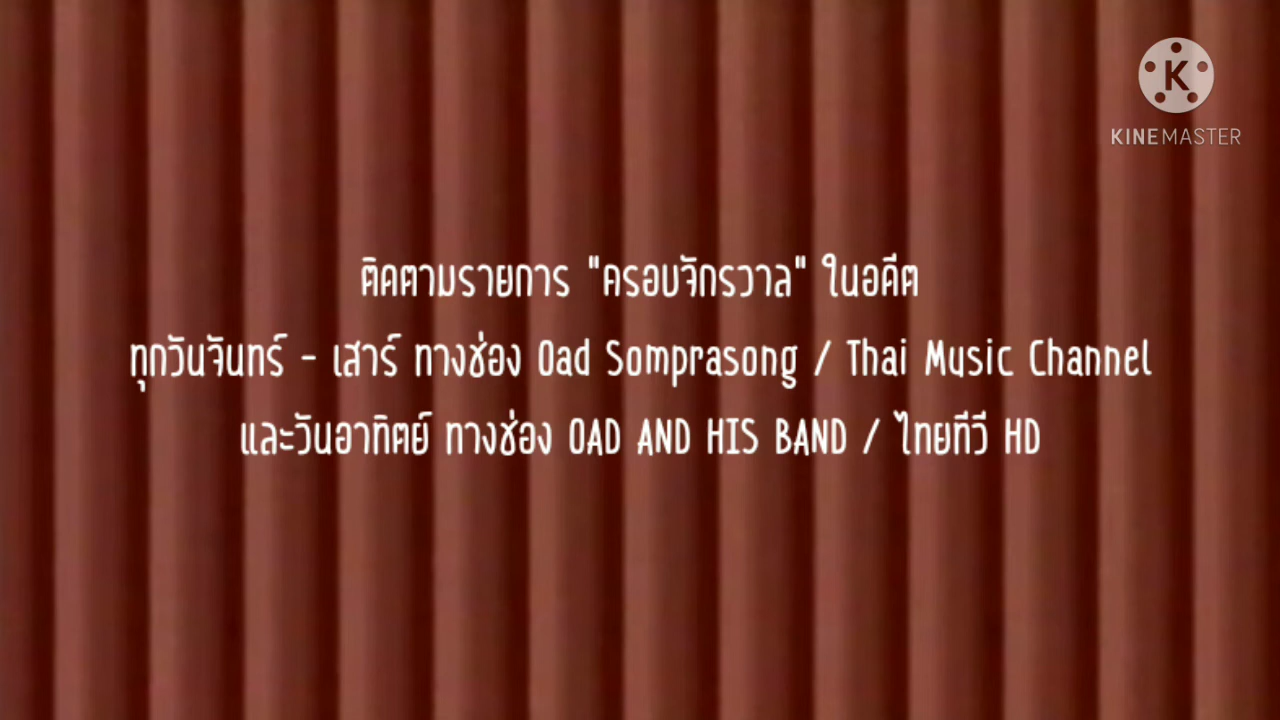 K
KINEMASTER
ติดตามรายการ "ครอบจักรวาล" ในอดีต
ทุกวันจันทร์ - เสาร์ ทางช่อง Oad Somprasong / Thai Music Channel
และวันอาทิตย์ ทางช่อง OAD AND HIS BAND / ไทยทีวี HD